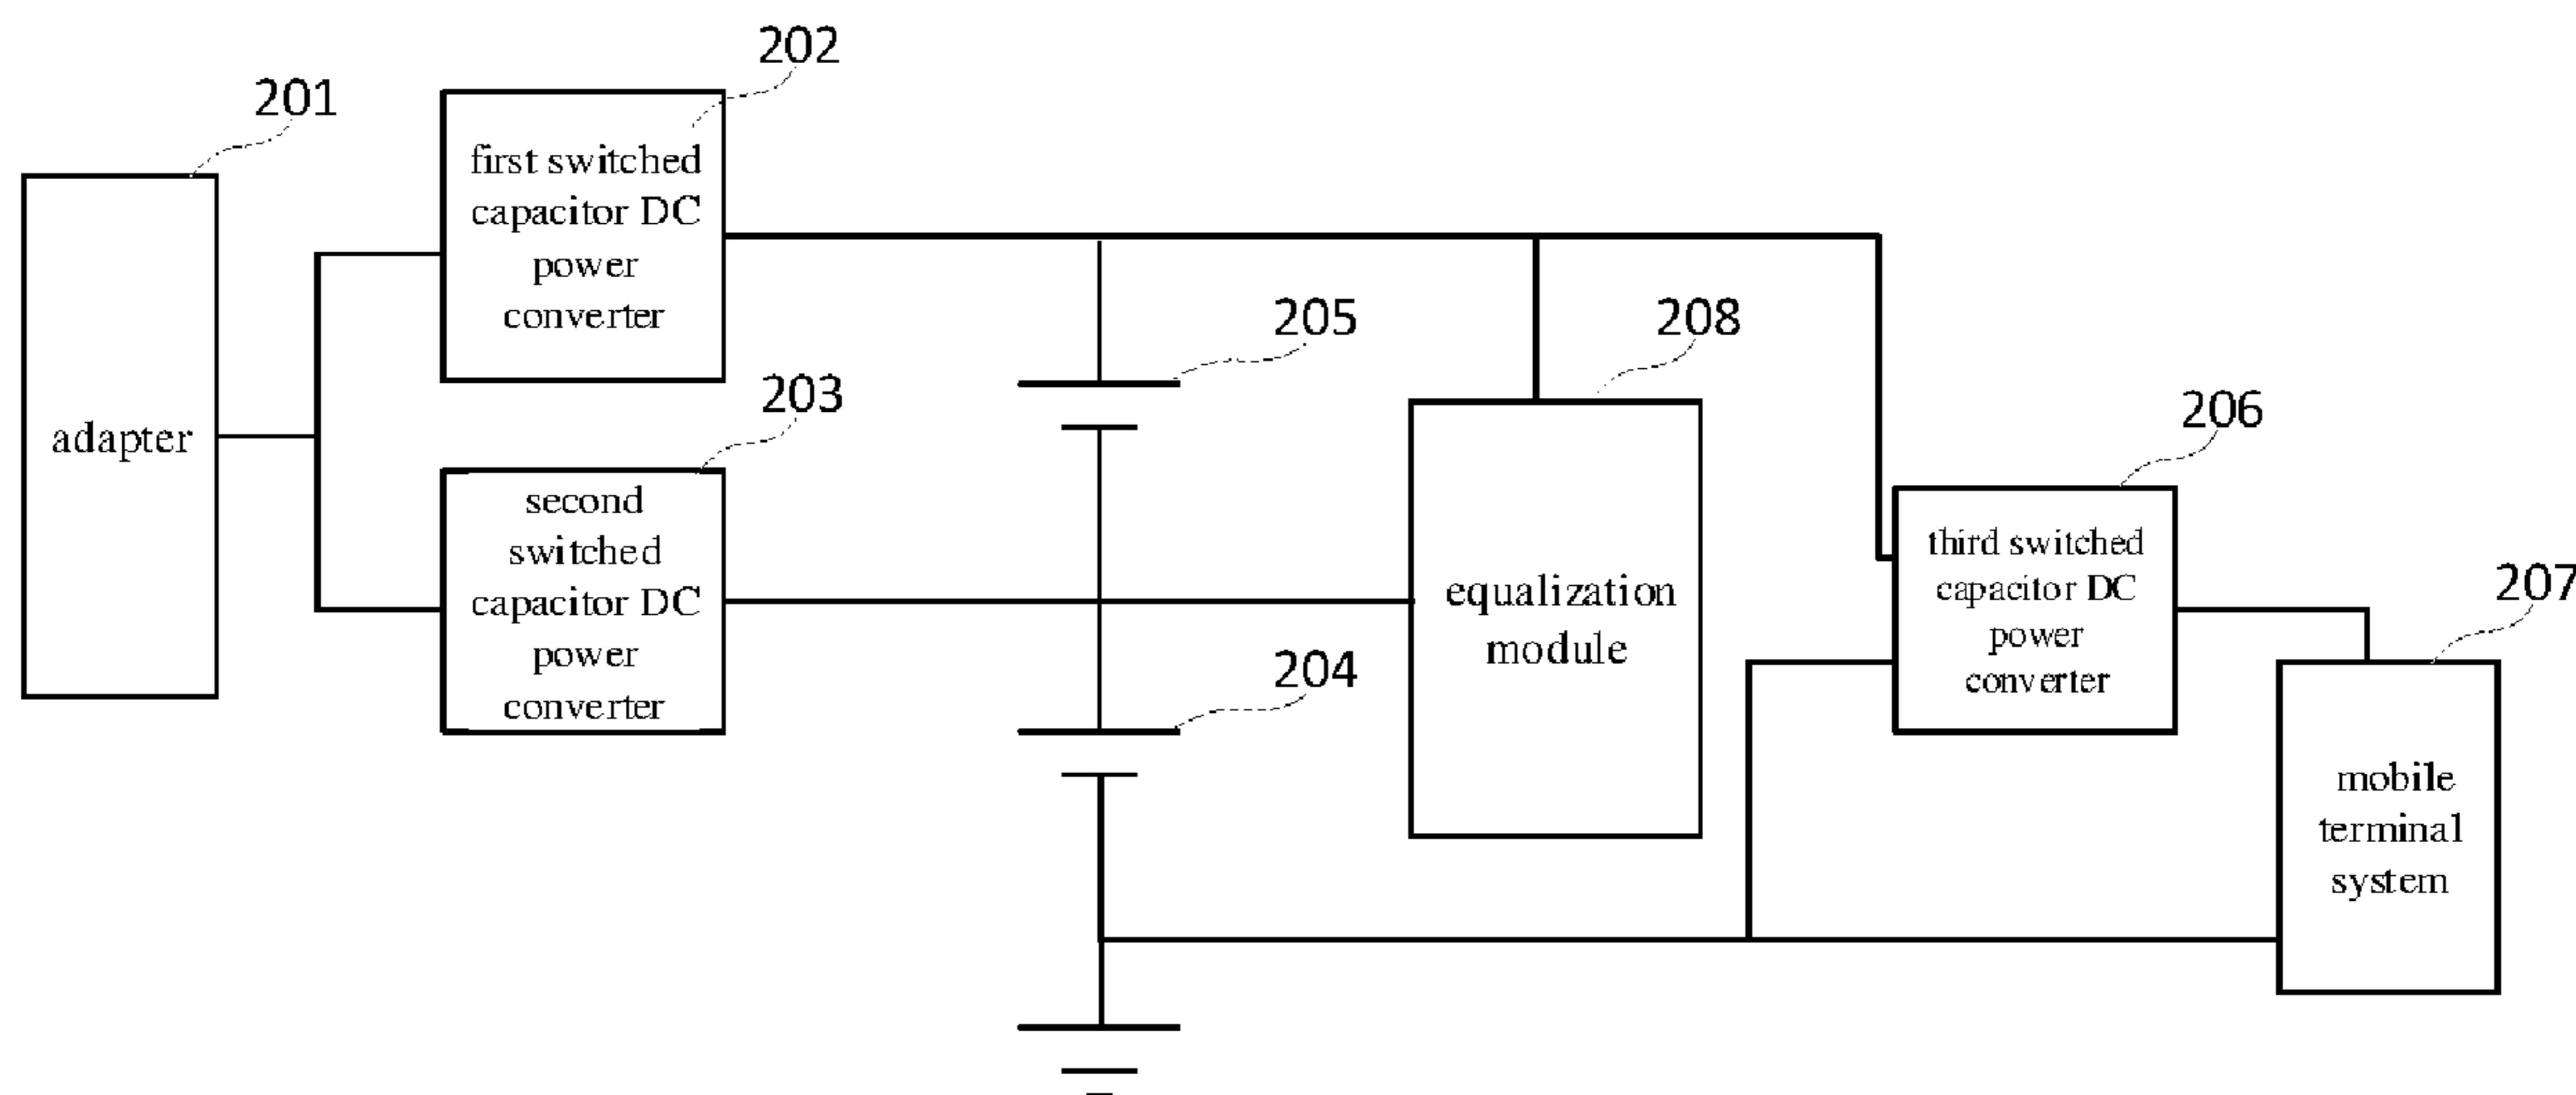 202
201
first switched
capacitor DC
power
converter
205
208
203
206
adapter
second
switched
capacitor DC
power
converter
equalization
module
third switched
capacitor DC
power
converter
207
204
mobile
terminal
system